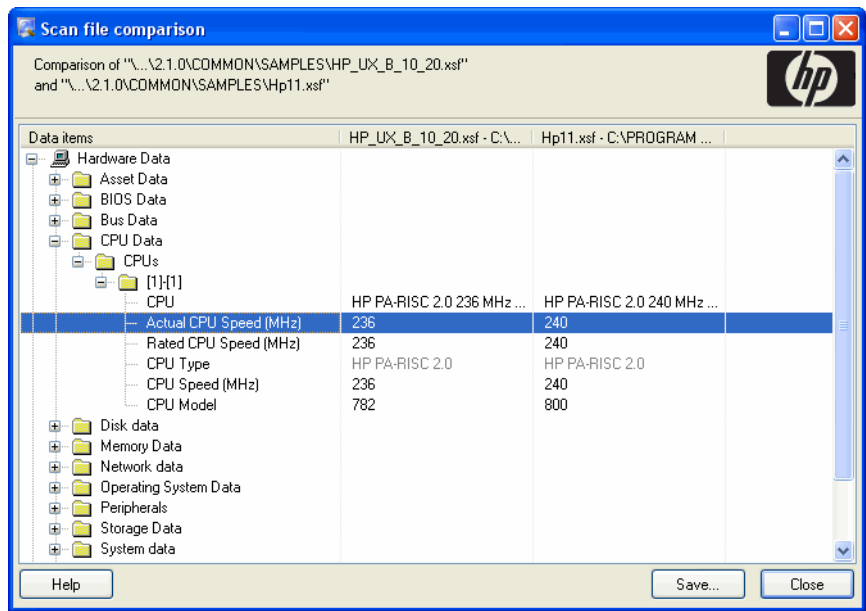 Scan file comparison
Comparison of "\...\2.1.0\COMMON\SAMPLES\HP_UX_B_10_20.xsf"
and "\...\2.1.0\COMMON\SAMPLES\Hp11.xsf"
hp
Data items HP_UX_B_10_20.xsf - C:\... Hp11.xsf - C:\PROGRAM ...
Hardware Data
Asset Data
BIOS Data
Bus Data
CPU Data
CPUs
[1]-[1]
CPU HP PA-RISC 2.0 236 MHz ... HP PA-RISC 2.0 240 MHz ...
Actual CPU Speed (MHz) 236 240
Rated CPU Speed (MHz) 236 240
CPU Type HP PA-RISC 2.0 HP PA-RISC 2.0
CPU Speed (MHz) 236 240
CPU Model 782 800
Disk data
Memory Data
Network data
Operating System Data
Peripherals
Storage Data
System data
Help Save... Close